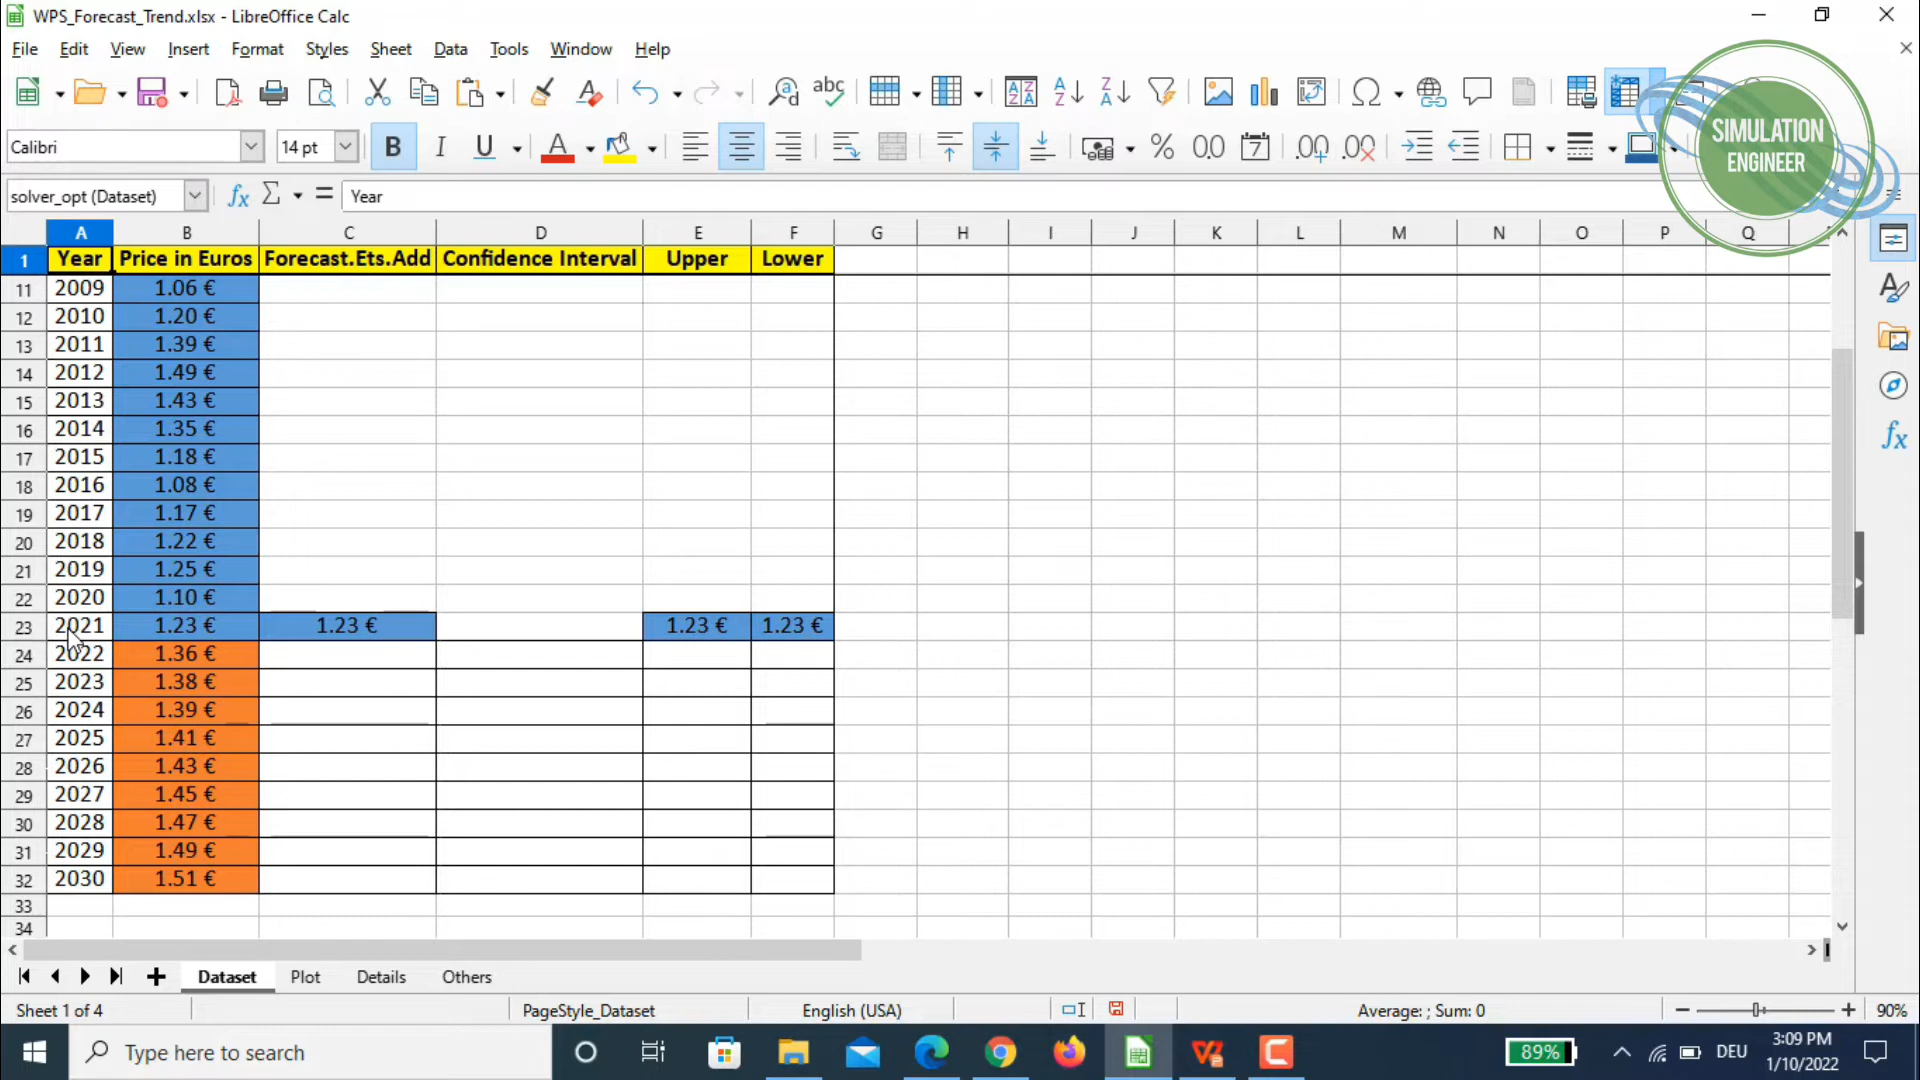 WPS_Forecast_Trend.xlsx - LibreOffice Calc
File Edit View Insert Format Styles Sheet Data Tools Window Help
SIMULATION
ENGINEER
Calibri 14 pt
solver_opt (Dataset) Year
A B C D E F G H I J K L M N O P Q
1 Year Price in Euros Forecast.Ets.Add Confidence Interval Upper Lower
11 2009 1.06 €
12 2010 1.20 €
13 2011 1.39 €
14 2012 1.49 €
15 2013 1.43 €
16 2014 1.35 €
17 2015 1.18 €
18 2016 1.08 €
19 2017 1.17 €
20 2018 1.22 €
21 2019 1.25 €
22 2020 1.10 €
23 2021 1.23 € 1.23 € 1.23 € 1.23 €
24 2022 1.36 €
25 2023 1.38 €
26 2024 1.39 €
27 2025 1.41 €
28 2026 1.43 €
29 2027 1.45 €
30 2028 1.47 €
31 2029 1.49 €
32 2030 1.51 €
33
34
Dataset Plot Details Others
Sheet 1 of 4 PageStyle_Dataset English (USA) Average: ; Sum: 0 90%
Type here to search 89% DEU 3:09 PM
1/10/2022